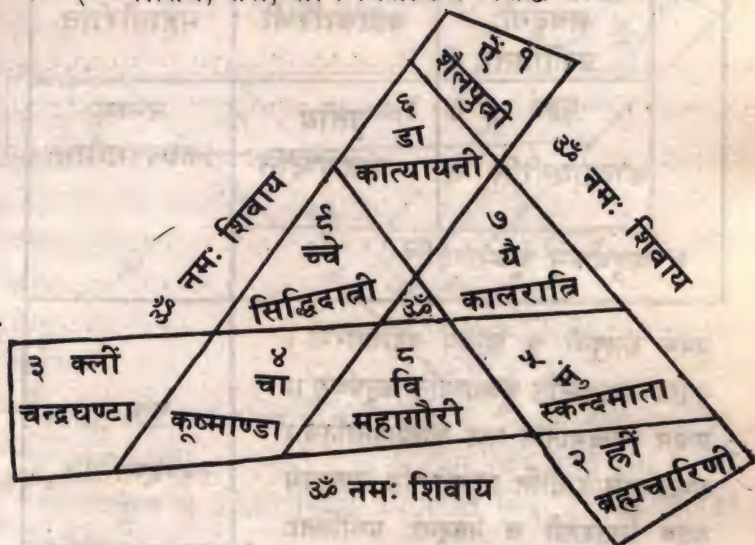 ऐं १
शैलपुत्री
६
डा
कात्यायनी
ॐ नमः शिवाय
ॐ नमः शिवाय
९
च्चे
सिद्धिदात्री
७
यै
कालरात्रि
ॐ
३ क्लीं
चन्द्रघण्टा
४
चा
कूष्माण्डा
८
वि
महागौरी
५
मुं
स्कन्दमाता
२ ह्रीं
ब्रह्मचारिणी
ॐ नमः शिवाय